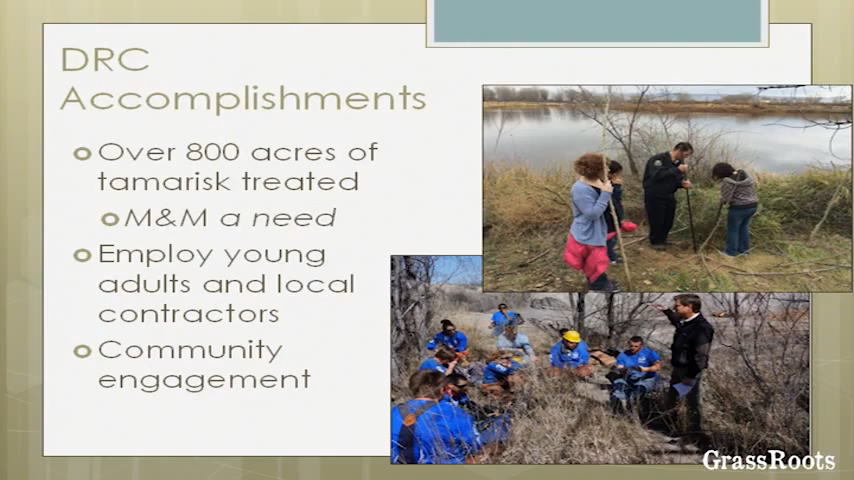 DRC
Accomplishments
Over 800 acres of
tamarisk treated
M&M a need
Employ young
adults and local
contractors
Community
engagement
GrassRoots